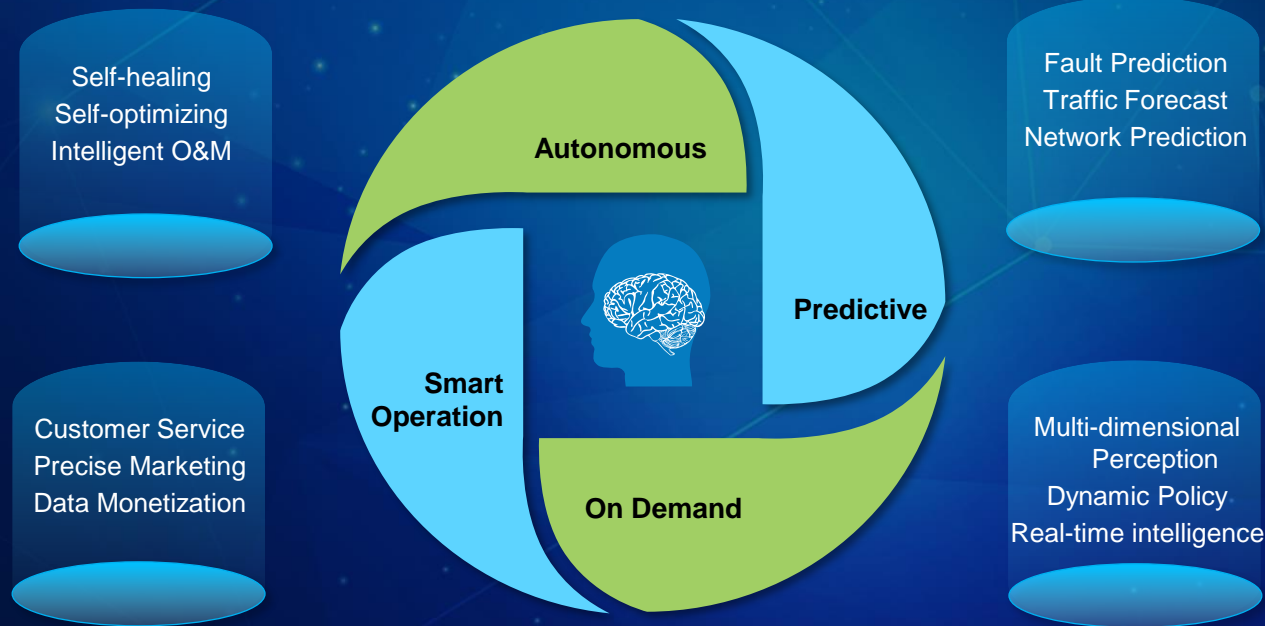 Self-healing
Self-optimizing
Intelligent O&M
Autonomous
Fault Prediction
Traffic Forecast
Network Prediction
Predictive
Smart
Operation
Customer Service
Precise Marketing
Data Monetization
On Demand
Multi-dimensional
Perception
Dynamic Policy
Real-time intelligence